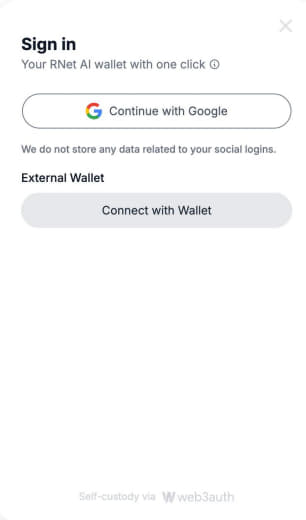 Sign in
Your RNet AI wallet with one click
Continue with Google
We do not store any data related to your social logins.
External Wallet
Connect with Wallet
Self-custody via web3auth